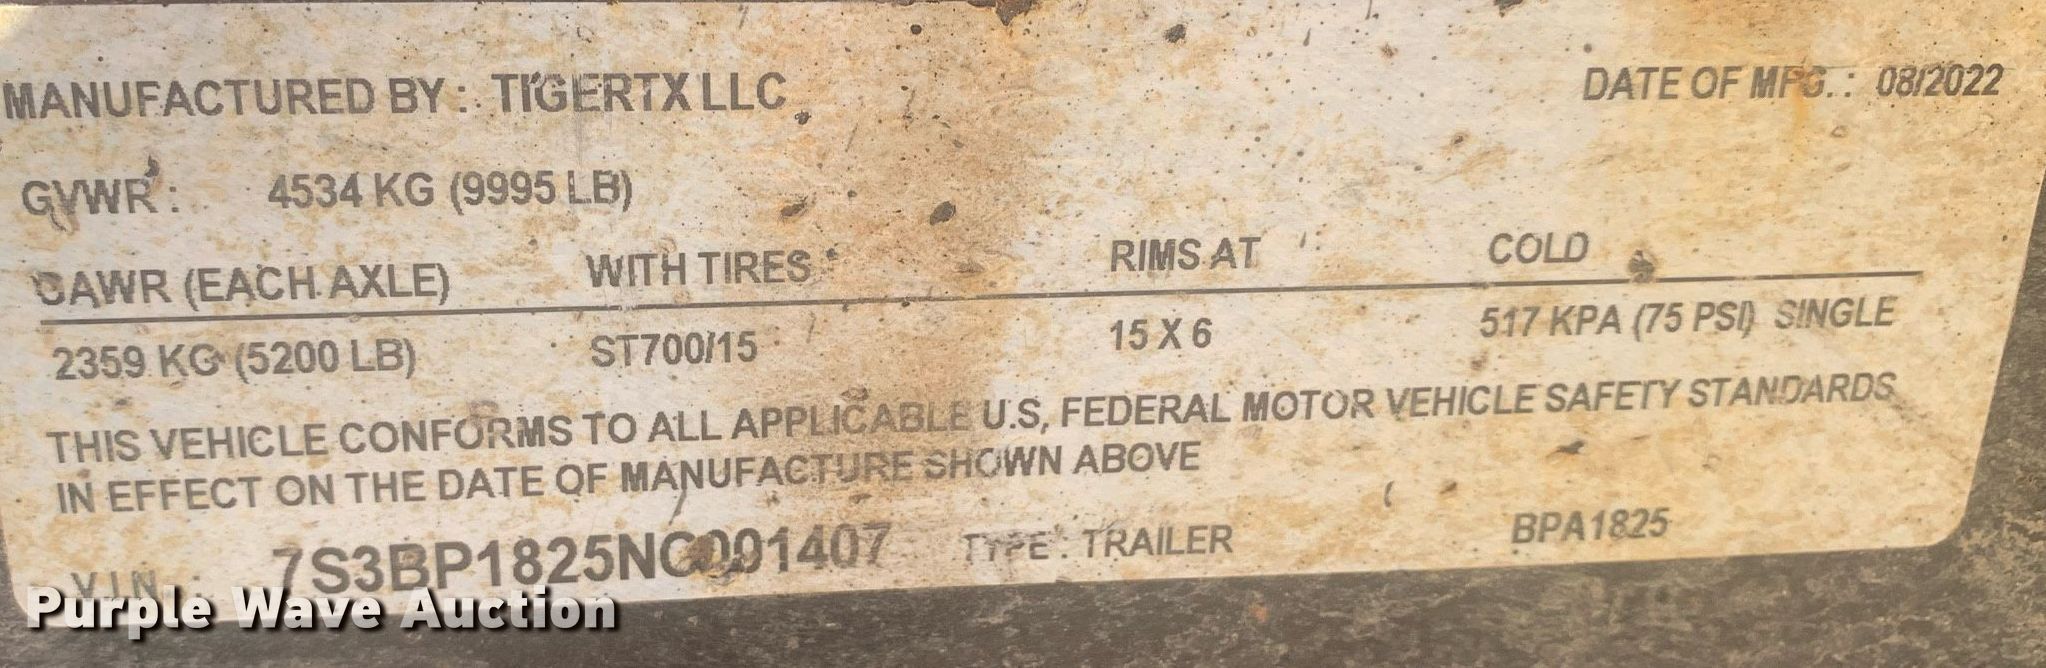 MANUFACTURED BY: TIGERTX LLC DATE OF MFG.: 08/2022
GVWR: 4534 KG (9995 LB)
GAWR (EACH AXLE) WITH TIRES RIMS AT COLD
2359 KG (5200 LB) ST700/15 15 X 6 517 KPA (75 PSI) SINGLE
THIS VEHICLE CONFORMS TO ALL APPLICABLE U.S, FEDERAL MOTOR VEHICLE SAFETY STANDARDS
IN EFFECT ON THE DATE OF MANUFACTURE SHOWN ABOVE
V.I.N.: 7S3BP1825NC091407 TYPE: TRAILER BPA1825
Purple Wave Auction